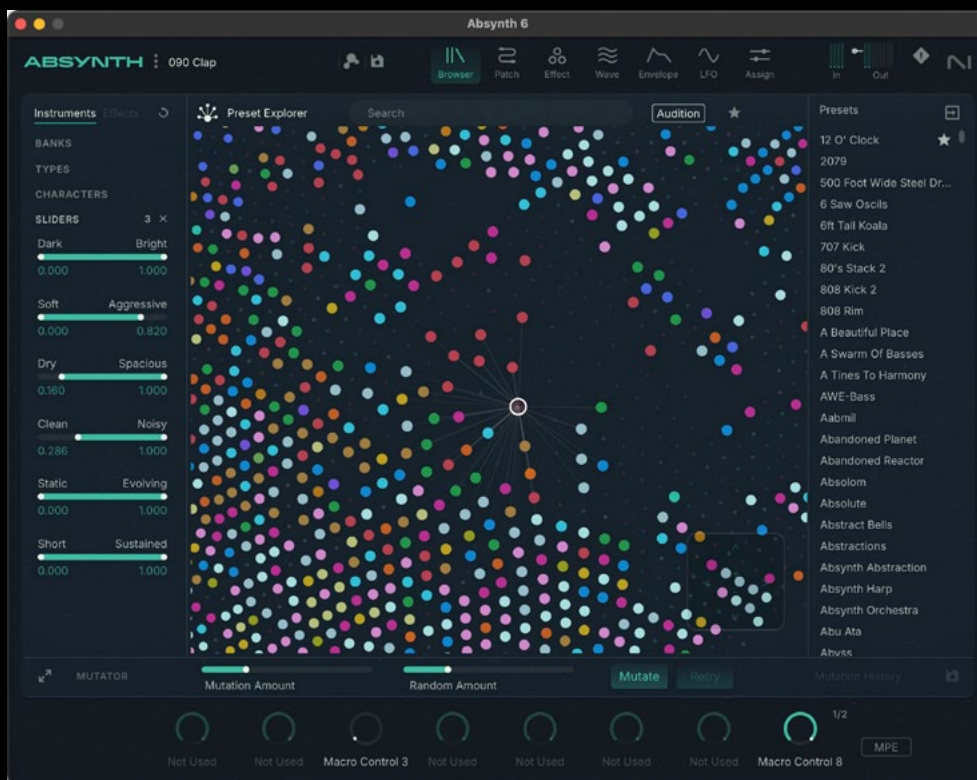 Absynth 6
ABSYNTH 090 Clap
Browser Patch Effect Wave Envelope LFO Assign In Out
Instruments Effects
Preset Explorer Search Audition
Presets
BANKS
TYPES
CHARACTERS
SLIDERS 3 ×
Dark Bright
0.000 1.000
Soft Aggressive
0.000 0.820
Dry Spacious
0.160 1.000
Clean Noisy
0.286 1.000
Static Evolving
0.000 1.000
Short Sustained
0.000 1.000
12 O' Clock
2079
500 Foot Wide Steel Dr...
6 Saw Oscils
6ft Tall Koala
707 Kick
80's Stack 2
808 Kick 2
808 Rim
A Beautiful Place
A Swarm Of Basses
A Tines To Harmony
AWE-Bass
Aabmil
Abandoned Planet
Abandoned Reactor
Absolom
Absolute
Abstract Bells
Abstractions
Absynth Abstraction
Absynth Harp
Absynth Orchestra
Abu Ata
Abyss
MUTATOR
Mutation Amount
Random Amount
Mutate Retry
Mutation History
Not Used Not Used Macro Control 3 Not Used Not Used Not Used Not Used Macro Control 8
1/2
MPE